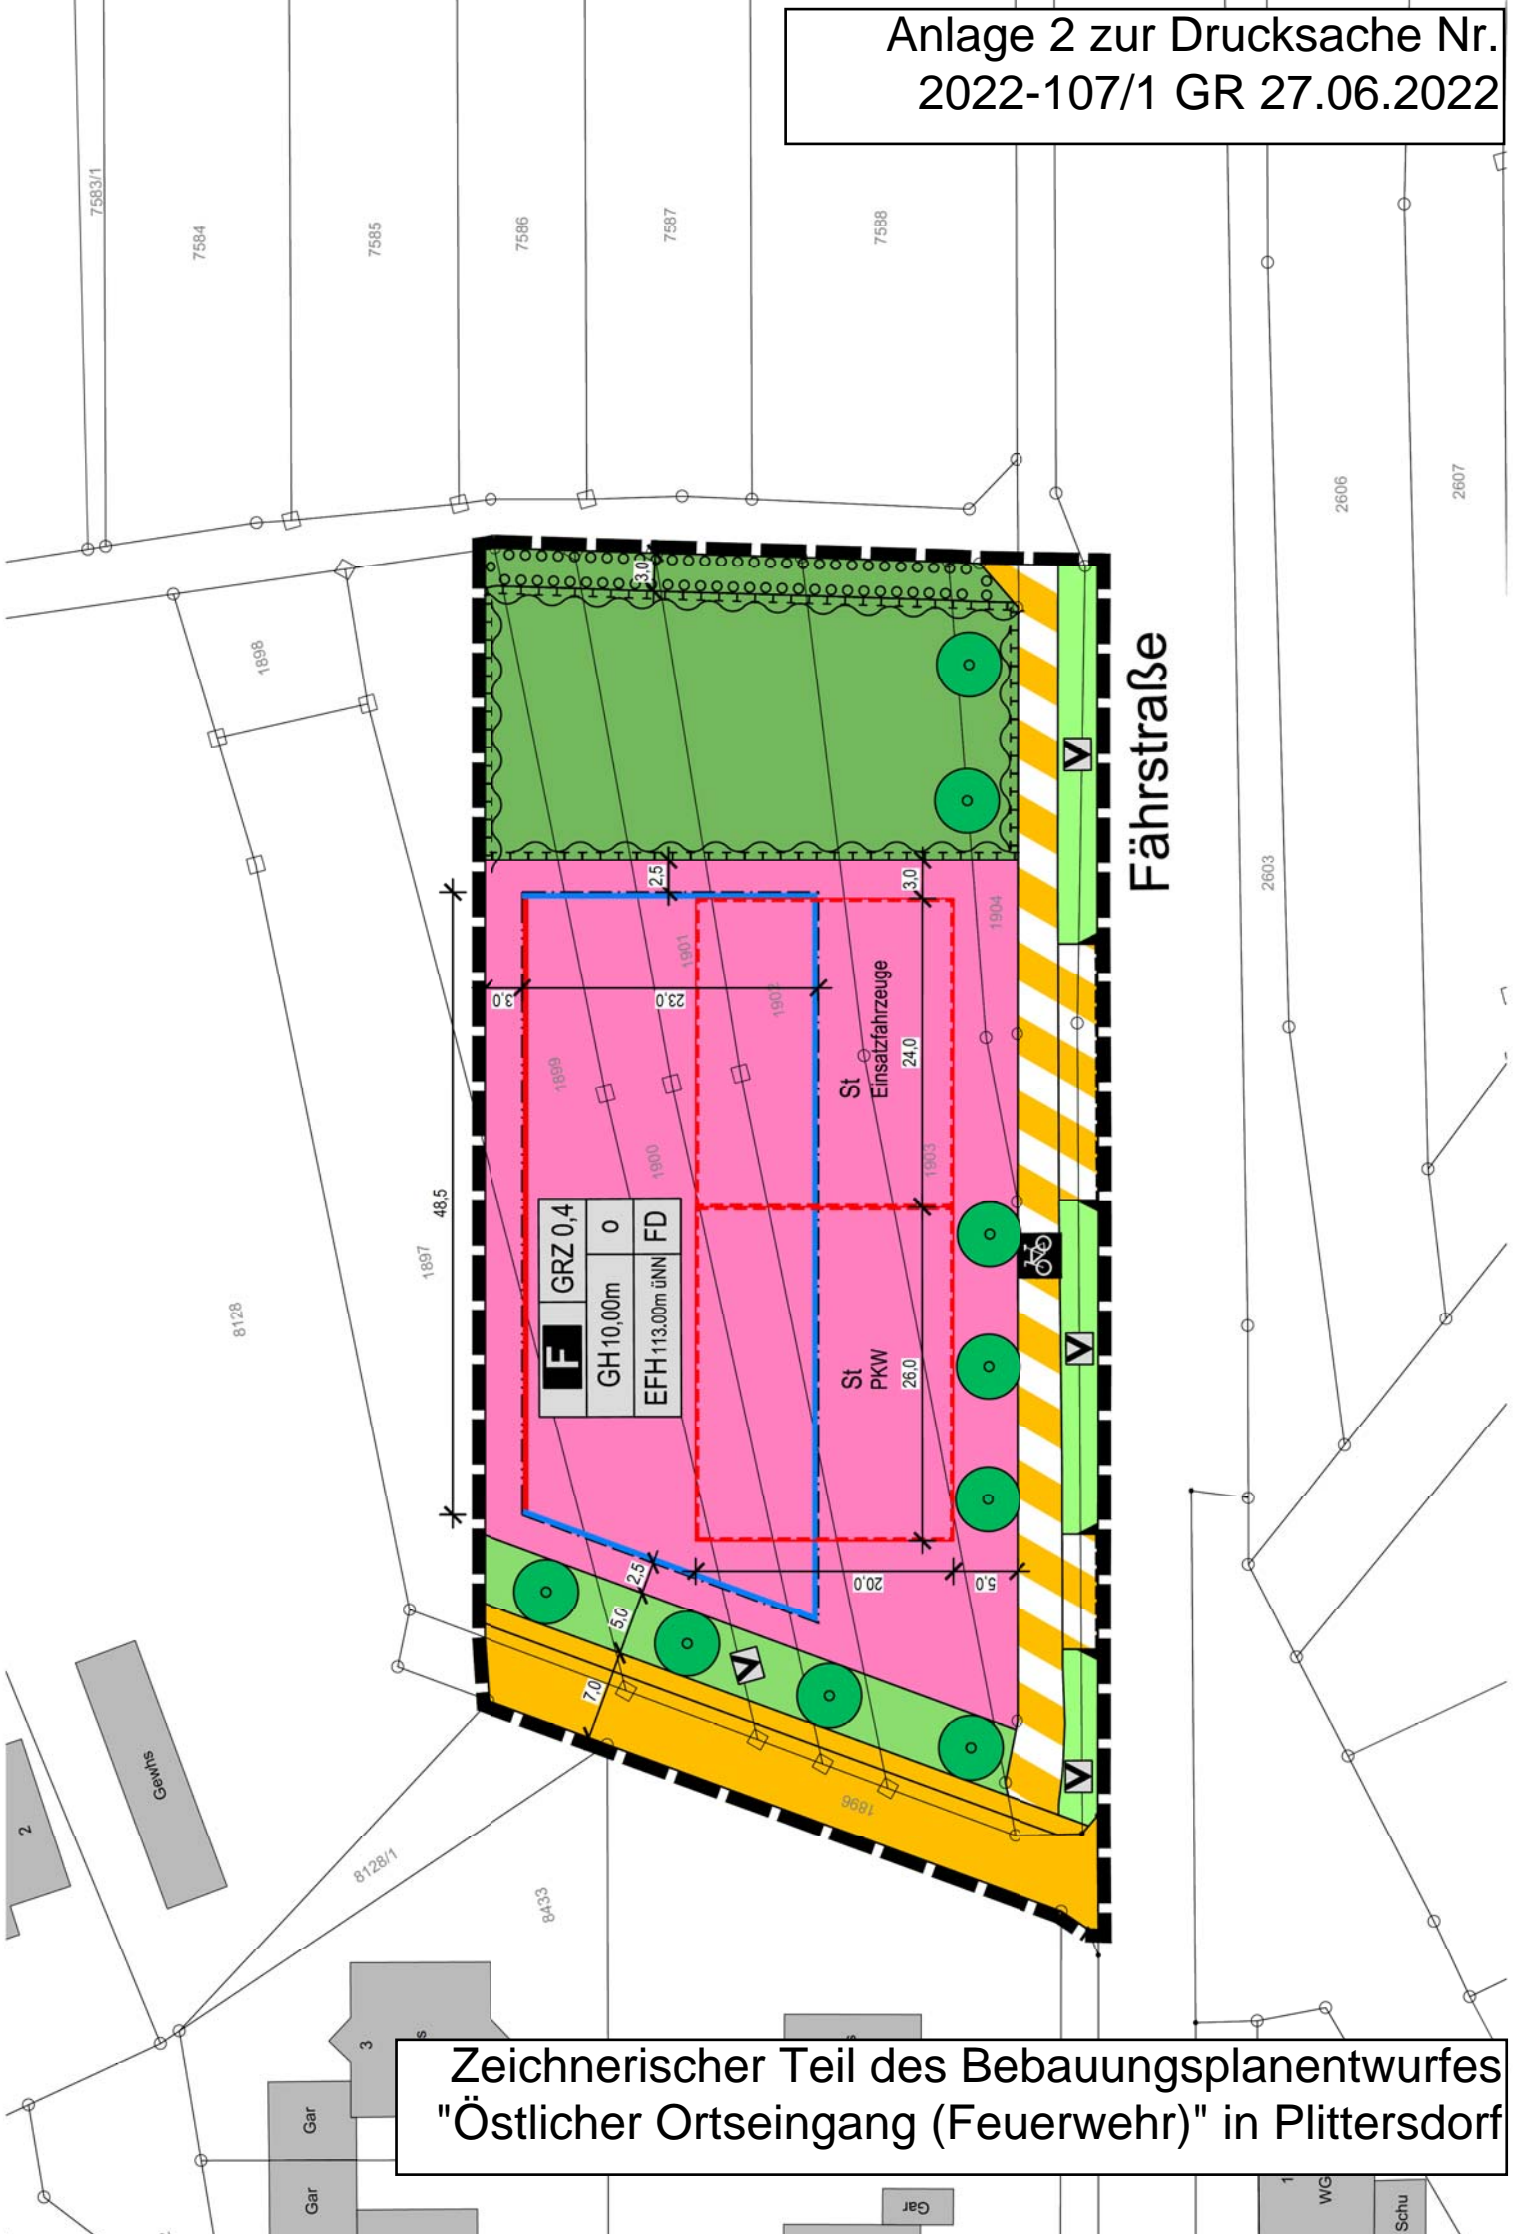 Anlage 2 zur Drucksache Nr.
2022-107/1 GR 27.06.2022
7583/1
7584
7585
7586
7587
7588
2606
2607
1898
3,0
V
Fährstraße
2603
2,5
3,0
1904
1901
1902
3,0
23,0
St
Einsatzfahrzeuge
24,0
1899
1900
1903
48,5
1897
8128
F
GRZ 0,4
GH 10,00m
o
EFH 113.00m üNN
FD
St
PKW
26,0
V
2,5
5,0
20,0
5,0
7,0
V
V
1896
Gewhs
2
8128/1
8433
3
s
s
Zeichnerischer Teil des Bebauungsplanentwurfes
"Östlicher Ortseingang (Feuerwehr)" in Plittersdorf
Gar
Gar
Gar
1
WG
Schu